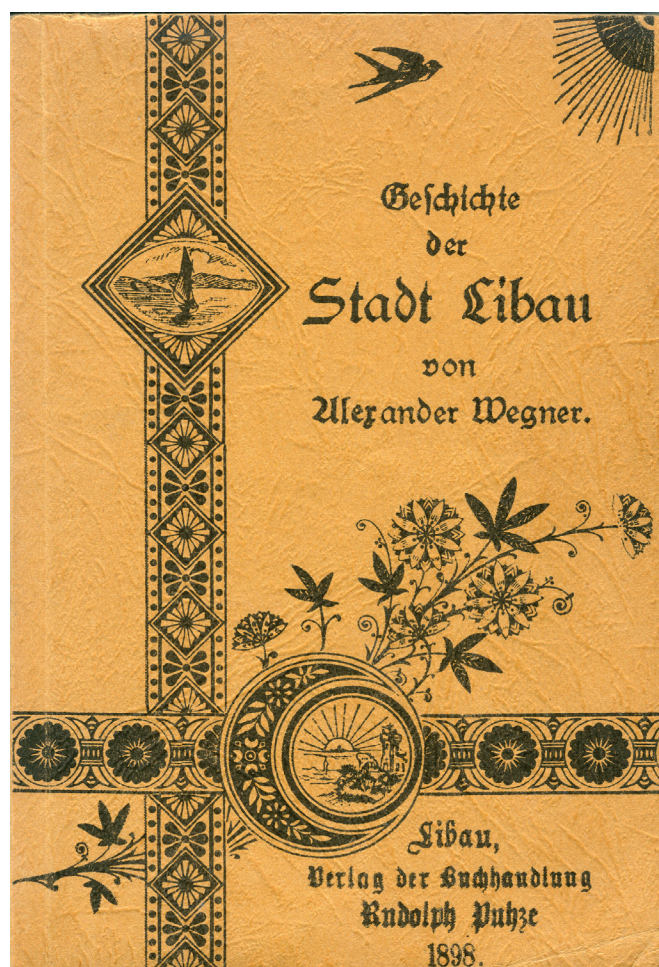 Geschichte
der
Stadt Libau
von
Alexander Wegner.
Libau,
Verlag der Buchhandlung
Rudolph Puhze
1898.